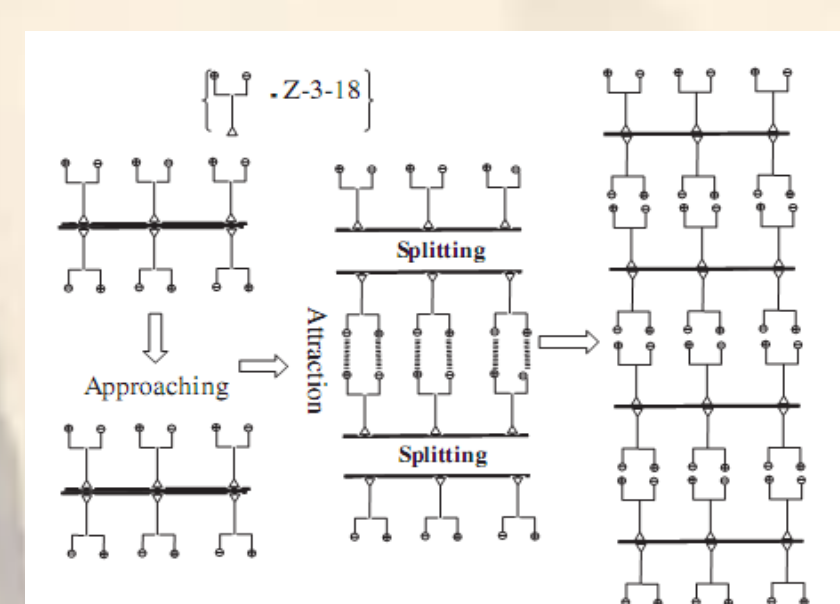 . Z-3-18
Splitting
Attraction
Approaching
Splitting